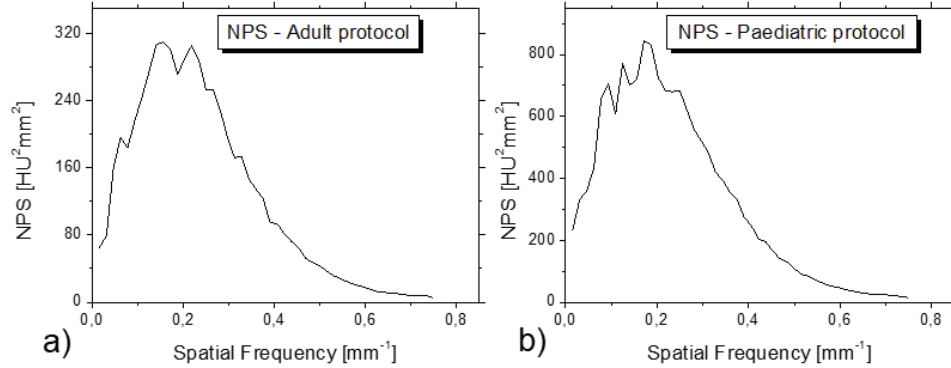 NPS - Adult protocol
NPS [HU²mm²]
320
240
160
80
0
0,0 0,2 0,4 0,6 0,8
a)
Spatial Frequency [mm⁻¹]
NPS - Paediatric protocol
NPS [HU²mm²]
800
600
400
200
0
0,0 0,2 0,4 0,6 0,8
b)
Spatial Frequency [mm⁻¹]